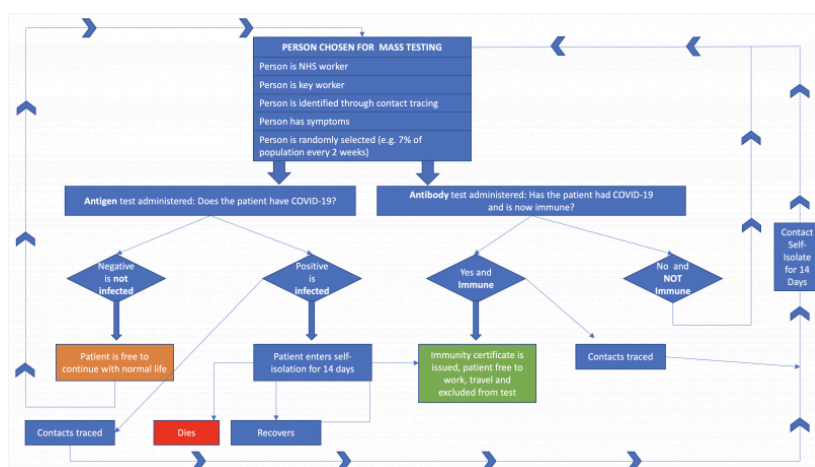 PERSON CHOSEN FOR MASS TESTING
Person is NHS worker
Person is key worker
Person is identified through contact tracing
Person has symptoms
Person is randomly selected (e.g. 7% of
population every 2 weeks)
Antigen test administered: Does the patient have COVID-19?
Antibody test administered: Has the patient had COVID-19
and is now immune?
Negative
is not
infected
Positive
is
infected
Yes and
Immune
No and
NOT
Immune
Contact
Self-
Isolate
for 14
Days
Patient is free to
continue with normal life
Patient enters self-
isolation for 14 days
Immunity certificate is
issued, patient free to
work, travel and
excluded from test
Contacts traced
Contacts traced
Dies
Recovers